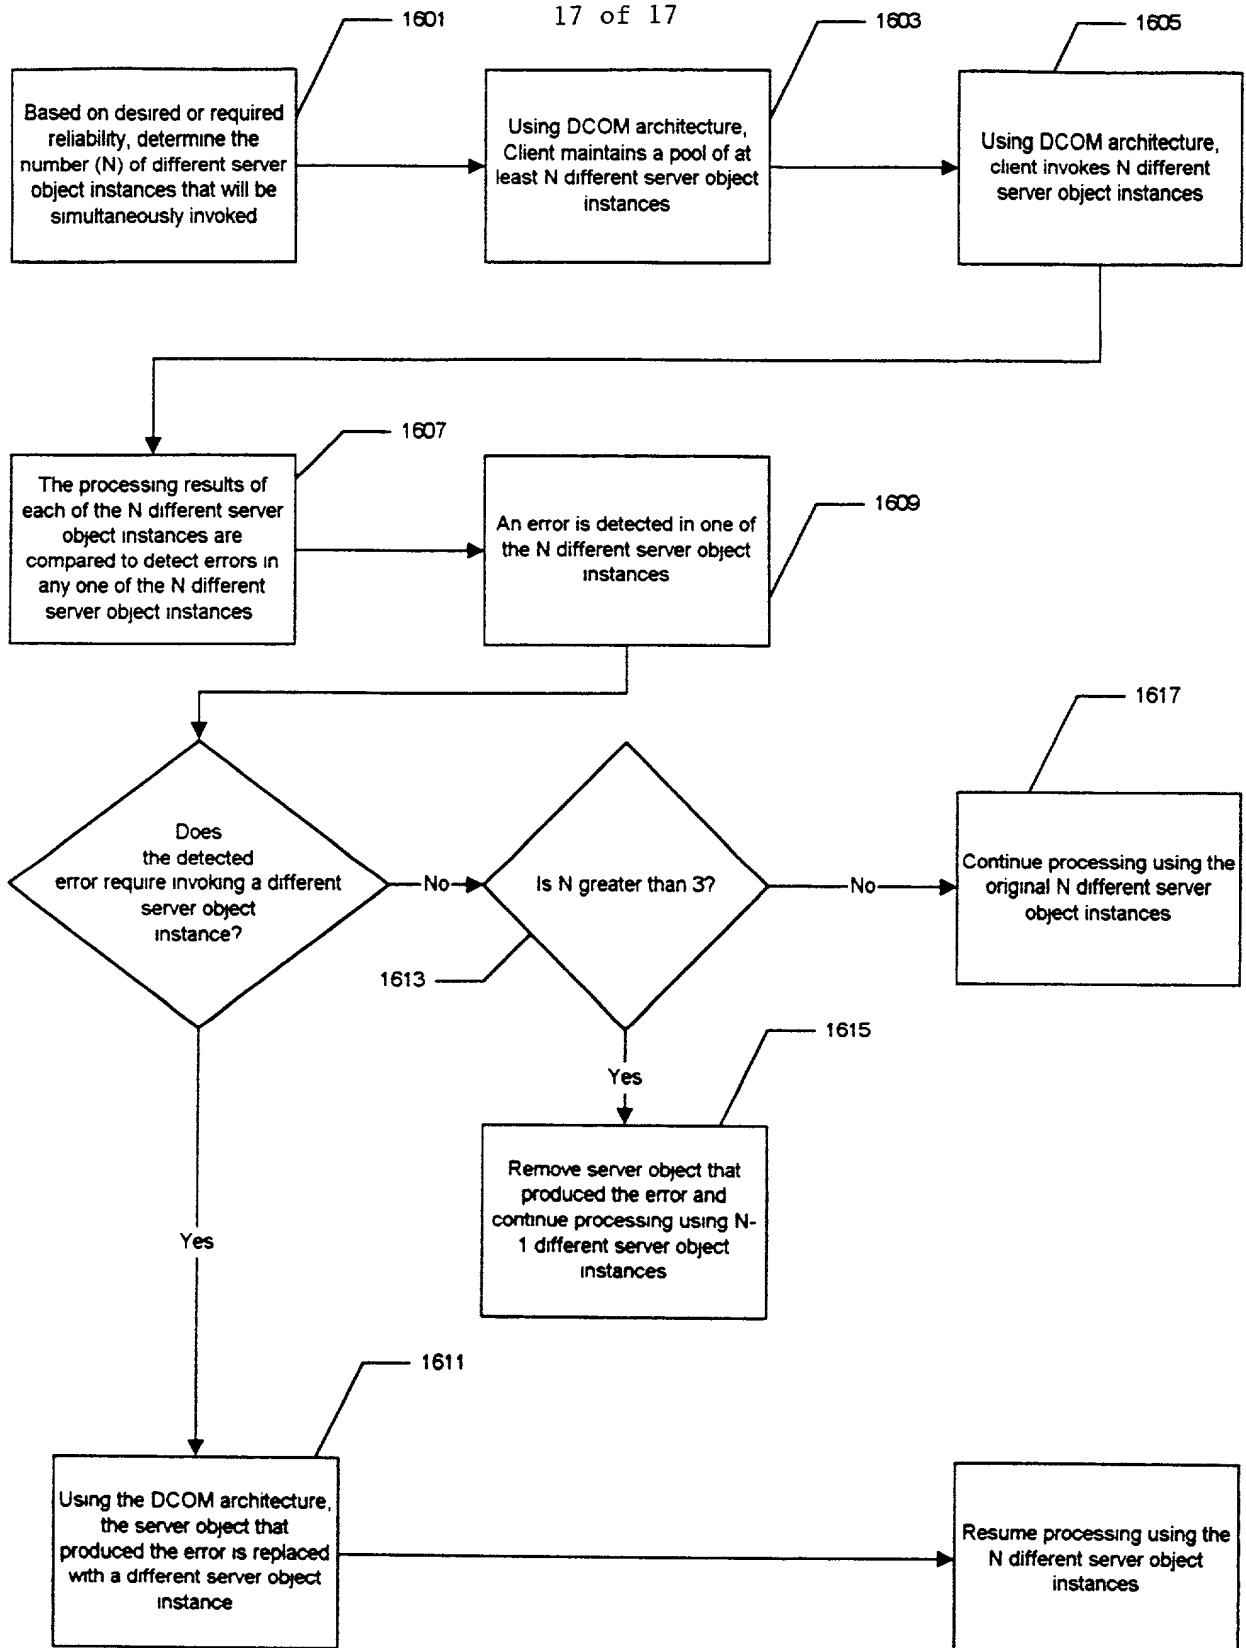 17 of 17
1601
1603
1605
Based on desired or required
reliability, determine the
number (N) of different server
object instances that will be
simultaneously invoked
Using DCOM architecture,
Client maintains a pool of at
least N different server object
instances
Using DCOM architecture,
client invokes N different
server object instances
1607
1609
The processing results of
each of the N different server
object instances are
compared to detect errors in
any one of the N different
server object instances
An error is detected in one of
the N different server object
instances
1617
Does
the detected
error require invoking a different
server object
instance?
No
Is N greater than 3?
No
Continue processing using the
original N different server
object instances
1613
1615
Yes
Remove server object that
produced the error and
continue processing using N-
1 different server object
instances
Yes
1611
Using the DCOM architecture,
the server object that
produced the error is replaced
with a different server object
instance
Resume processing using the
N different server object
instances